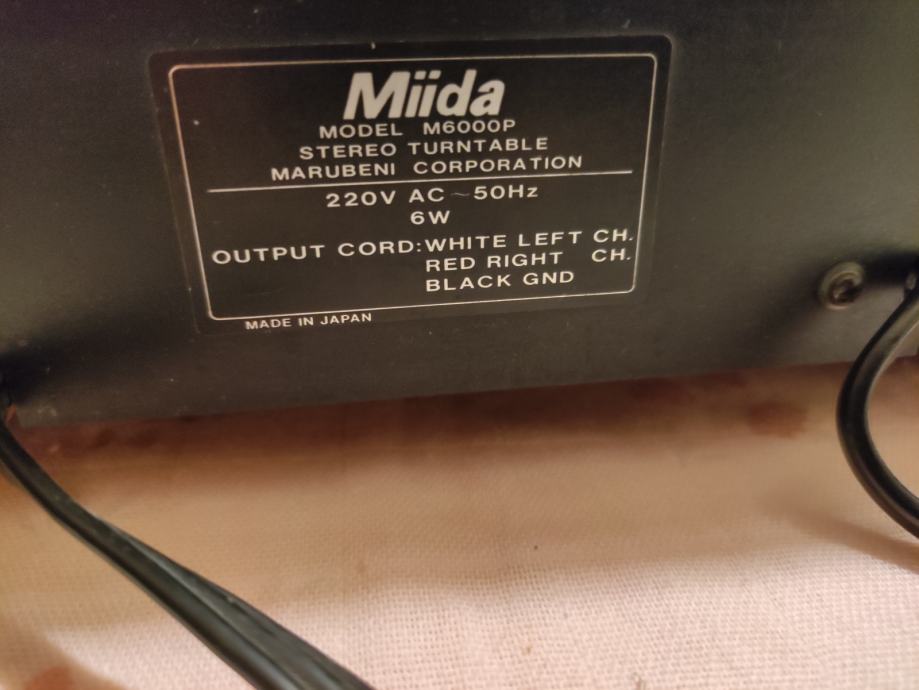 Miida
MODEL M6000P
STEREO TURNTABLE
MARUBENI CORPORATION
220V AC ~ 50Hz
6W
OUTPUT CORD: WHITE LEFT CH.
RED RIGHT CH.
BLACK GND
MADE IN JAPAN